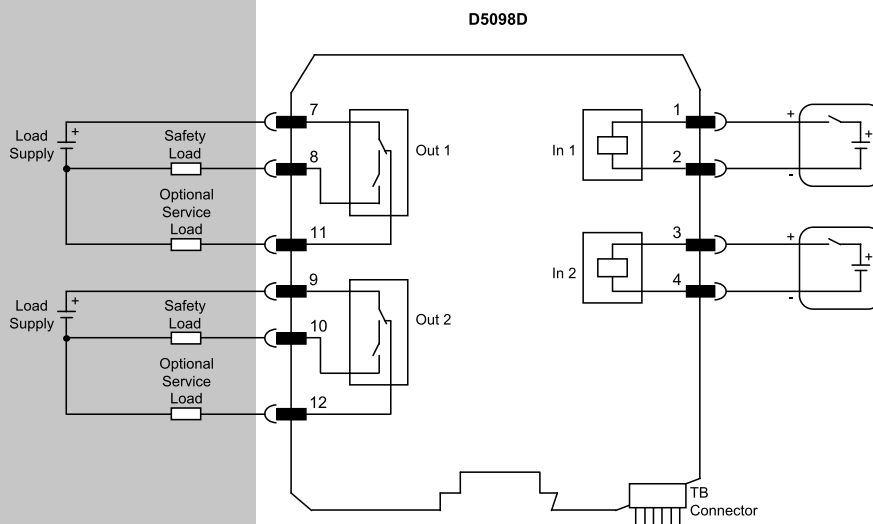 D5098D
7
Load
Supply
+
Safety
Load
8
Out 1
Optional
Service
Load
11
1
+
In 1
+
2
-
3
+
In 2
+
4
-
9
Load
Supply
+
Safety
Load
10
Out 2
Optional
Service
Load
12
TB
Connector